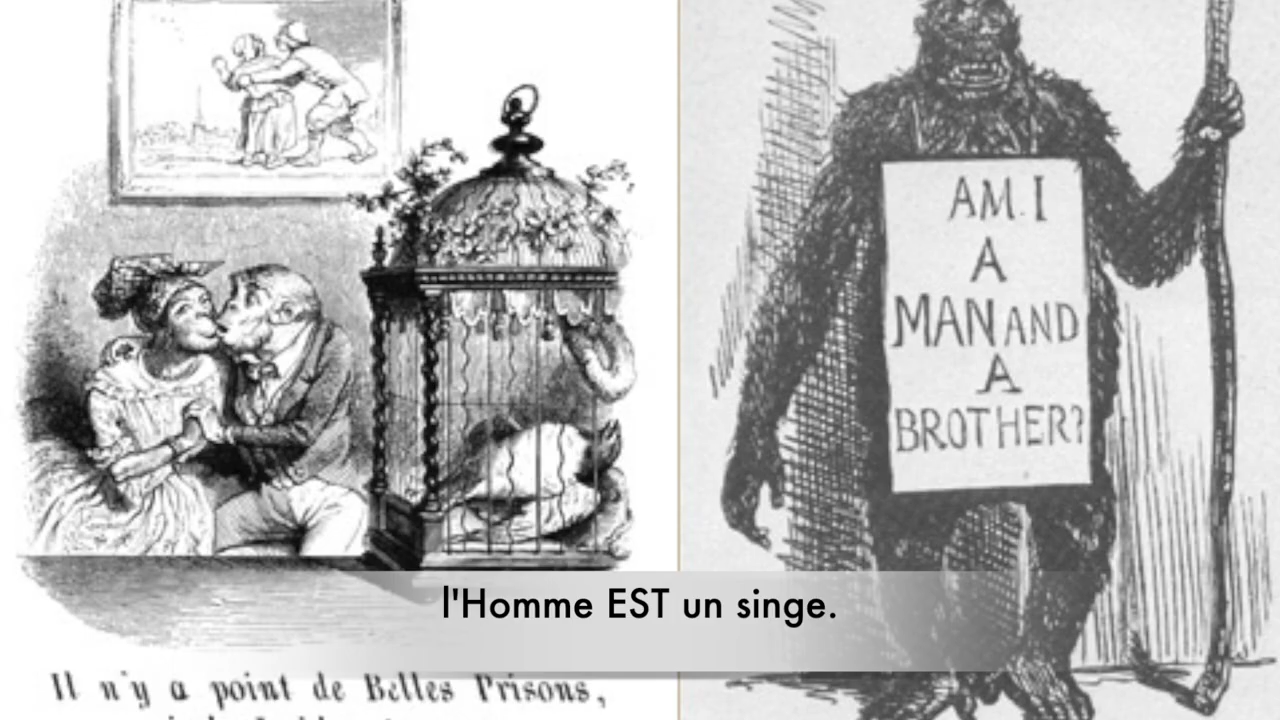 AM I
A
MAN AND
A
BROTHER?
l'Homme EST un singe.
Il n'y a point de Belles Prisons,